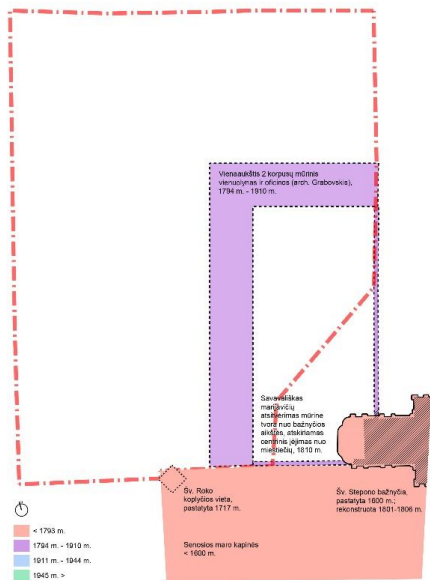 Vienaaukštis 2 korpusų mūrinis
vienuolynas ir oficinos (arch. Grabovskis),
1794 m. - 1910 m.
Savavališkas
marijavičių
atsitvėrimas mūrine
tvora nuo bažnyčios
aikštės, atskiriamas
centrinis įėjimas nuo
miestiečių, 1810 m.
Šv. Roko
koplyčios vieta,
pastatyta 1717 m.
Šv. Stepono bažnyčia,
pastatyta 1600 m.;
rekonstruota 1801-1806 m.
Senosios maro kapinės
< 1600 m.
< 1793 m.
1794 m. - 1910 m.
1911 m. - 1944 m.
1945 m. >